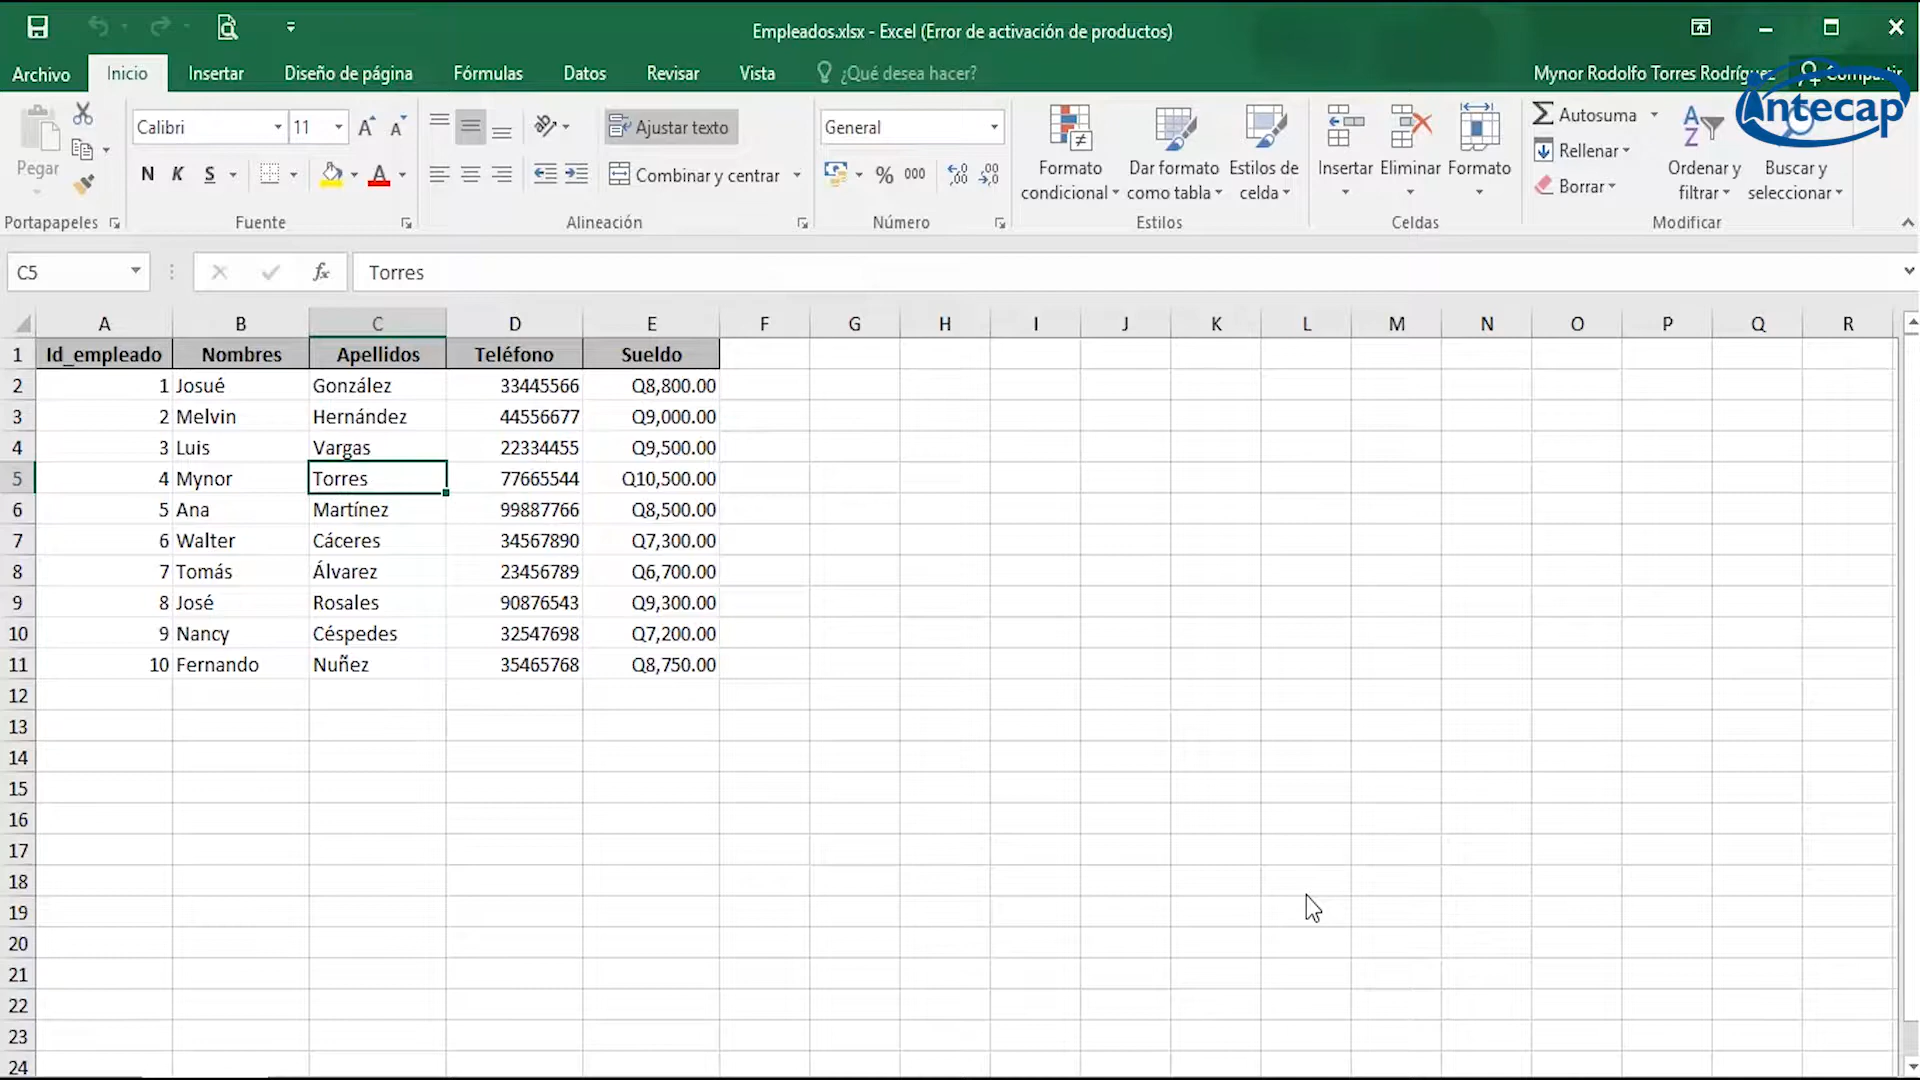 Empleados.xlsx - Excel (Error de activación de productos)
Archivo Inicio Insertar Diseño de página Fórmulas Datos Revisar Vista ¿Qué desea hacer? Mynor Rodolfo Torres Rodríguez Compartir
Intecap
Pegar
Portapapeles
Calibri 11
N K S
Fuente
Ajustar texto
Combinar y centrar
Alineación
General
% 000
Número
Formato condicional
Dar formato como tabla
Estilos de celda
Estilos
Insertar Eliminar Formato
Celdas
Autosuma
Rellenar
Borrar
Ordenar y filtrar
Buscar y seleccionar
Modificar
C5 fx Torres
A B C D E F G H I J K L M N O P Q R
1 Id_empleado Nombres Apellidos Teléfono Sueldo
2 1 Josué González 33445566 Q8,800.00
3 2 Melvin Hernández 44556677 Q9,000.00
4 3 Luis Vargas 22334455 Q9,500.00
5 4 Mynor Torres 77665544 Q10,500.00
6 5 Ana Martínez 99887766 Q8,500.00
7 6 Walter Cáceres 34567890 Q7,300.00
8 7 Tomás Álvarez 23456789 Q6,700.00
9 8 José Rosales 90876543 Q9,300.00
10 9 Nancy Céspedes 32547698 Q7,200.00
11 10 Fernando Nuñez 35465768 Q8,750.00
12
13
14
15
16
17
18
19
20
21
22
23
24